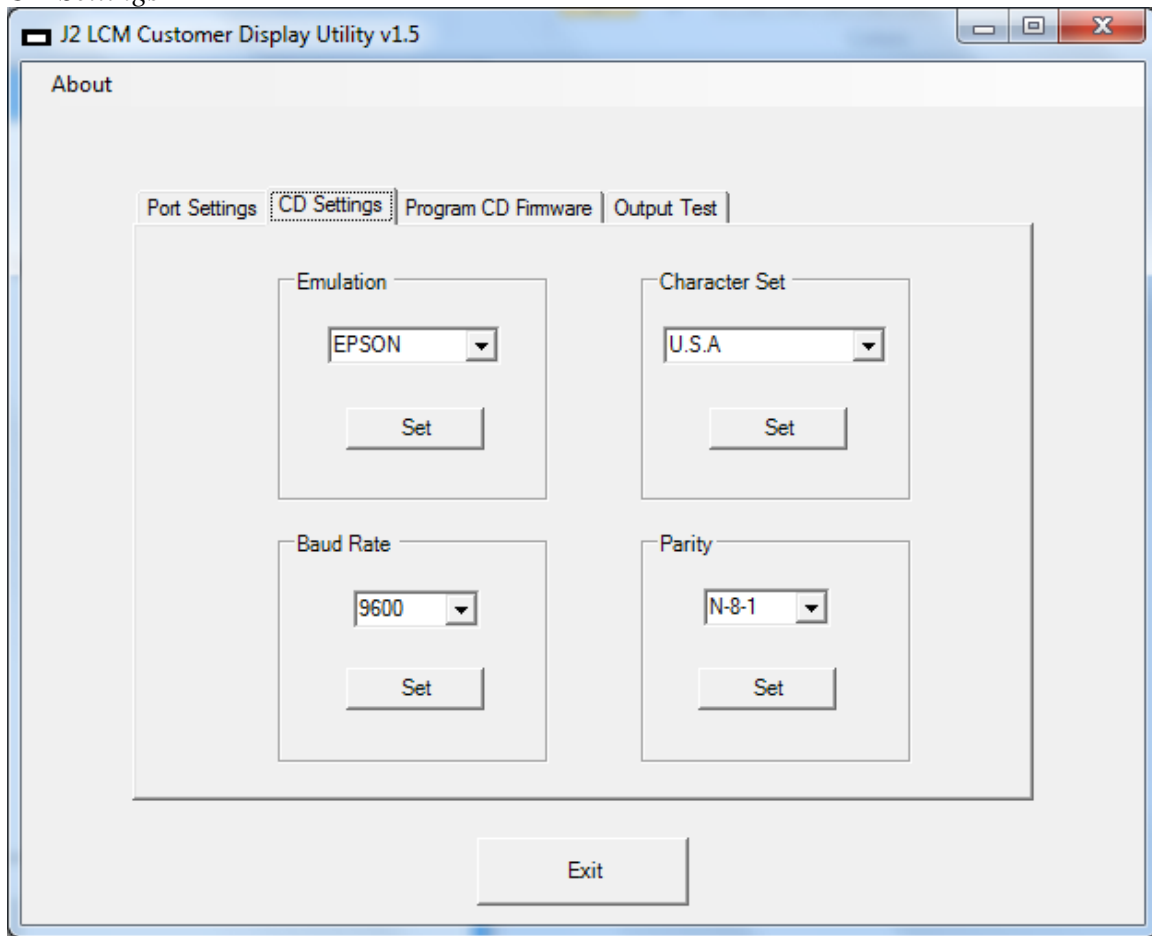 J2 LCM Customer Display Utility v1.5
About
Port Settings CD Settings Program CD Firmware Output Test
Emulation Character Set
EPSON U.S.A
Set Set
Baud Rate Parity
9600 N-8-1
Set Set
Exit